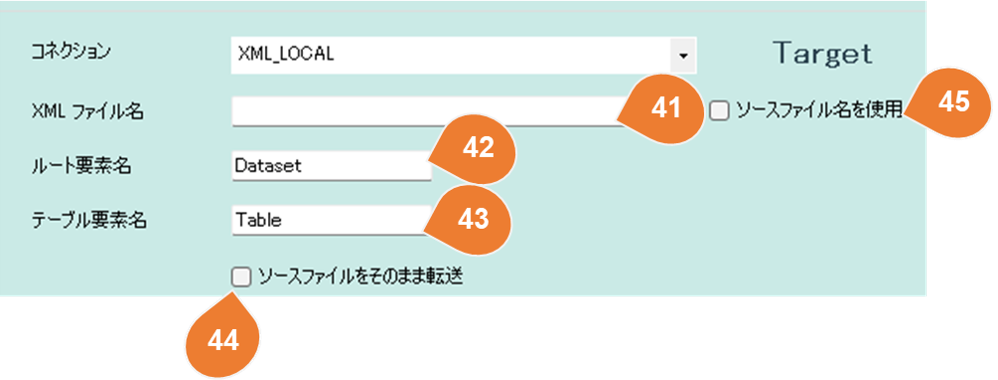 コネクション
XML_LOCAL
Target
XML ファイル名
41
ソースファイル名を使用
45
ルート要素名
Dataset
42
テーブル要素名
Table
43
ソースファイルをそのまま転送
44